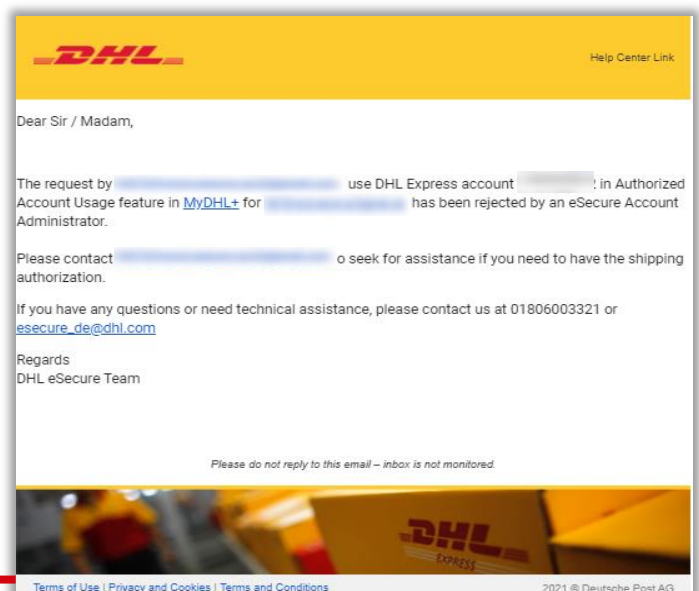 DHL
Help Center Link
Dear Sir / Madam,
The request by use DHL Express account in Authorized
Account Usage feature in MyDHL+ for has been rejected by an eSecure Account
Administrator.
Please contact o seek for assistance if you need to have the shipping
authorization.
If you have any questions or need technical assistance, please contact us at 01806003321 or
esecure_de@dhl.com
Regards
DHL eSecure Team
Please do not reply to this email – inbox is not monitored.
DHL
EXPRESS
Terms of Use | Privacy and Cookies | Terms and Conditions
2021 © Deutsche Post AG